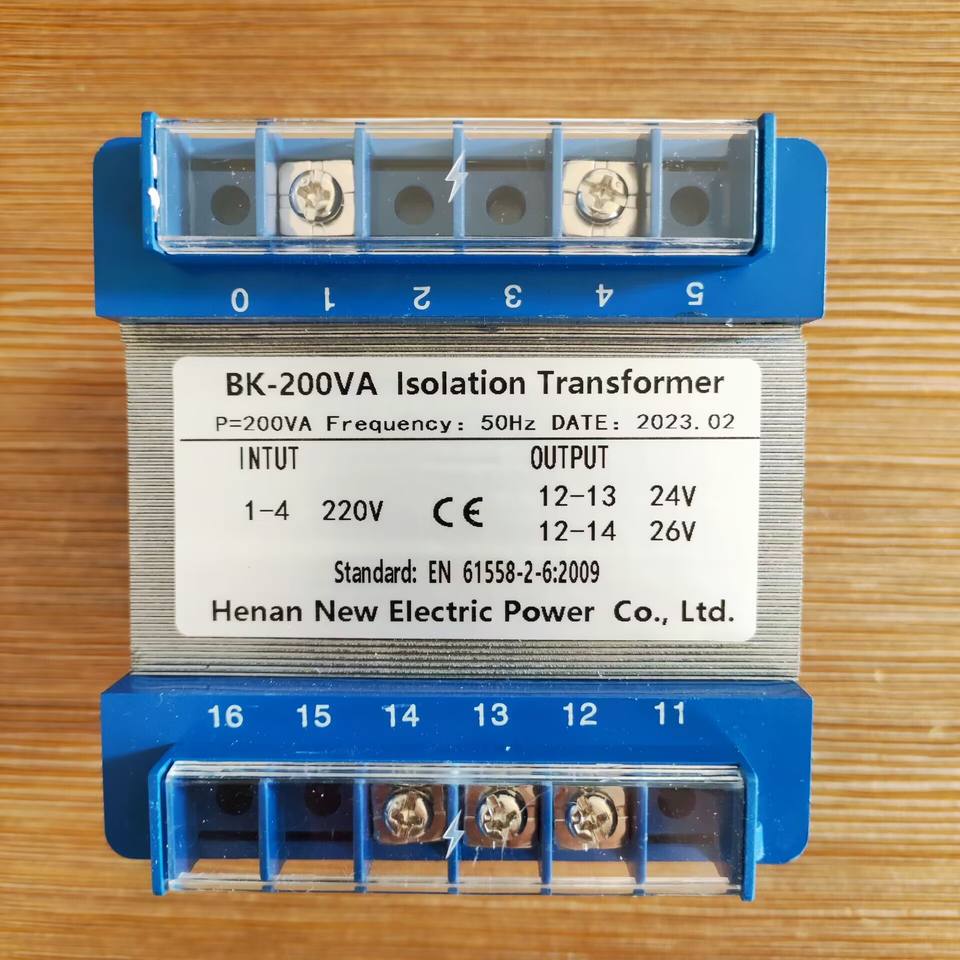 0 1 2 3 4 5
BK-200VA Isolation Transformer
P=200VA Frequency: 50Hz DATE: 2023.02
INTUT OUTPUT
1-4 220V CE 12-13 24V
12-14 26V
Standard: EN 61558-2-6:2009
Henan New Electric Power Co., Ltd.
16 15 14 13 12 11